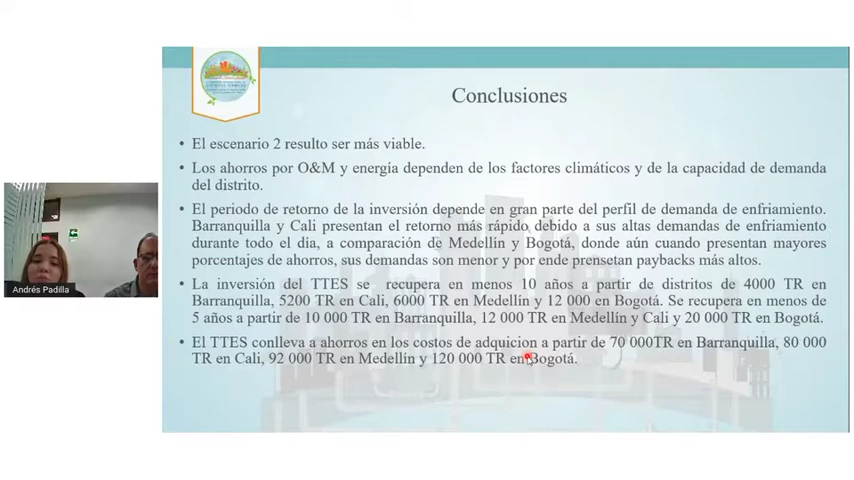 Conclusiones
• El escenario 2 resulto ser más viable.
• Los ahorros por O&M y energía dependen de los factores climáticos y de la capacidad de demanda
del distrito.
• El periodo de retorno de la inversión depende en gran parte del perfil de demanda de enfriamiento.
Barranquilla y Cali presentan el retorno más rápido debido a sus altas demandas de enfriamiento
durante todo el día, a comparación de Medellín y Bogotá, donde aún cuando presentan mayores
porcentajes de ahorros, sus demandas son menor y por ende prensetan paybacks más altos.
• La inversión del TTES se recupera en menos 10 años a partir de distritos de 4000 TR en
Barranquilla, 5200 TR en Cali, 6000 TR en Medellín y 12 000 en Bogotá. Se recupera en menos de
5 años a partir de 10 000 TR en Barranquilla, 12 000 TR en Medellín y Cali y 20 000 TR en Bogotá.
• El TTES conlleva a ahorros en los costos de adquicion a partir de 70 000TR en Barranquilla, 80 000
TR en Cali, 92 000 TR en Medellín y 120 000 TR en Bogotá.
Andrés Padilla